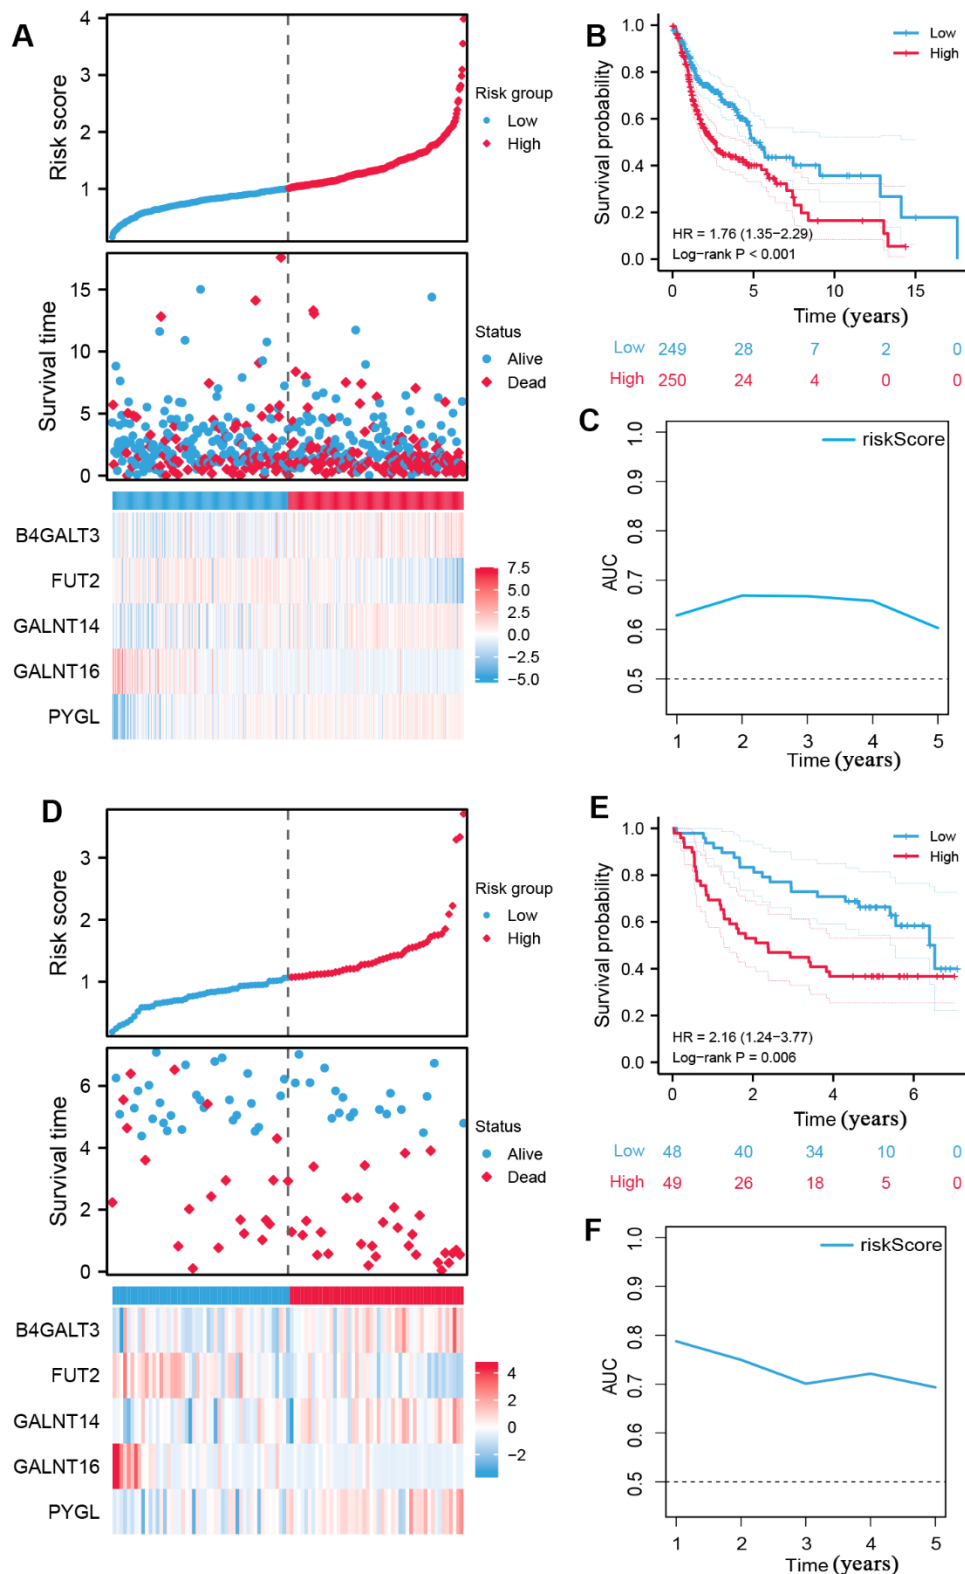 A
4
3
2
1
Risk score
Risk group
Low
High
15
10
5
0
Survival time
Status
Alive
Dead
B4GALT3
FUT2
GALNT14
GALNT16
PYGL
7.5
5.0
2.5
0.0
−2.5
−5.0
B
1.0
0.8
0.6
0.4
0.2
0.0
Survival probability
Low
High
HR = 1.76 (1.35−2.29)
Log−rank P < 0.001
0 5 10 15
Time (years)
Low 249 28 7 2 0
High 250 24 4 0 0
C
1.0
0.9
0.8
0.7
0.6
0.5
AUC
riskScore
1 2 3 4 5
Time (years)
D
3
2
1
Risk score
Risk group
Low
High
6
4
2
0
Survival time
Status
Alive
Dead
B4GALT3
FUT2
GALNT14
GALNT16
PYGL
4
2
0
−2
E
1.0
0.8
0.6
0.4
0.2
0.0
Survival probability
Low
High
HR = 2.16 (1.24−3.77)
Log−rank P = 0.006
0 2 4 6
Time (years)
Low 48 40 34 10 0
High 49 26 18 5 0
F
1.0
0.9
0.8
0.7
0.6
0.5
AUC
riskScore
1 2 3 4 5
Time (years)